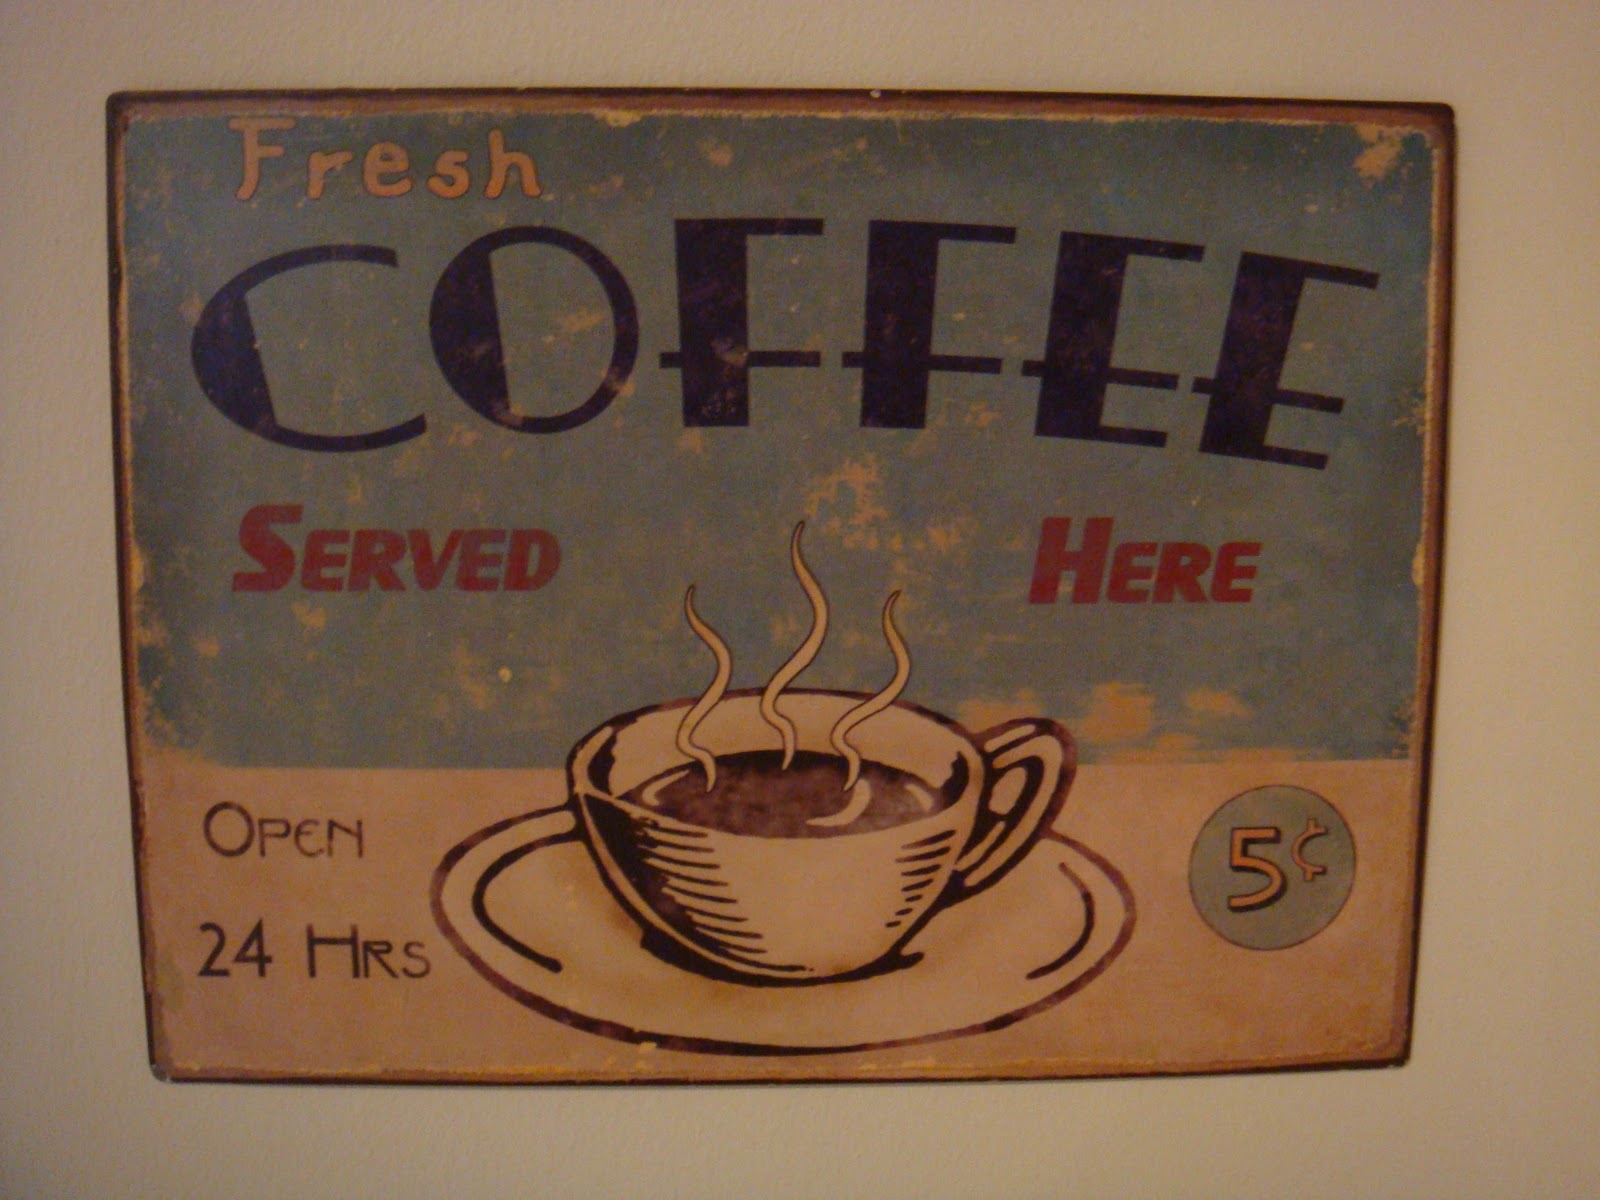 Fresh
COFFEE
SERVED HERE
OPEN
24 HRS
5¢